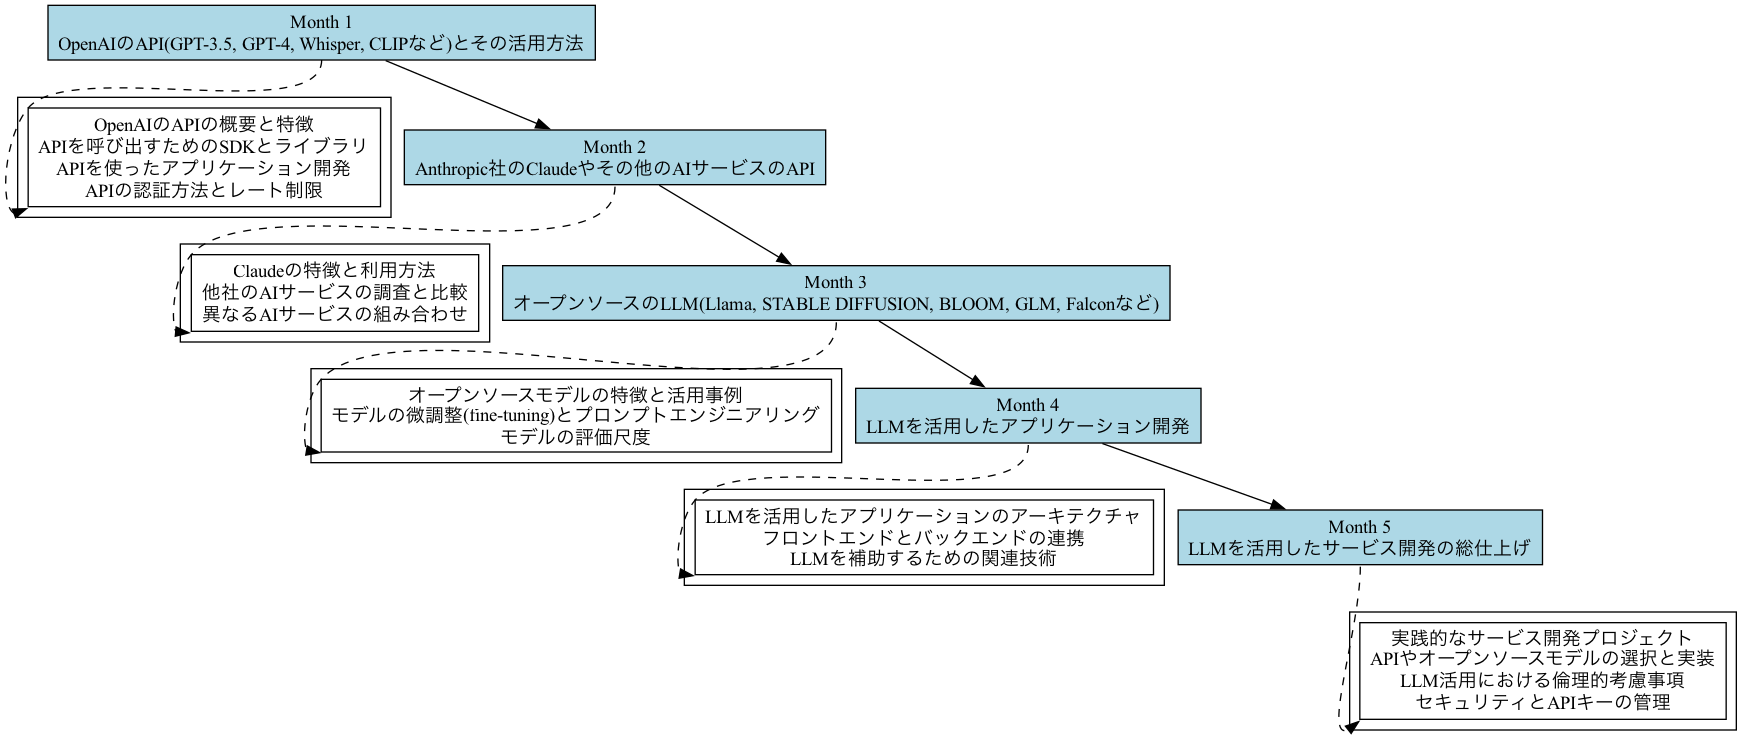 Month 1
OpenAIのAPI(GPT-3.5, GPT-4, Whisper, CLIPなど)とその活用方法
OpenAIのAPIの概要と特徴
APIを呼び出すためのSDKとライブラリ
APIを使ったアプリケーション開発
APIの認証方法とレート制限
Month 2
Anthropic社のClaudeやその他のAIサービスのAPI
Claudeの特徴と利用方法
他社のAIサービスの調査と比較
異なるAIサービスの組み合わせ
Month 3
オープンソースのLLM(Llama, STABLE DIFFUSION, BLOOM, GLM, Falconなど)
オープンソースモデルの特徴と活用事例
モデルの微調整(fine-tuning)とプロンプトエンジニアリング
モデルの評価尺度
Month 4
LLMを活用したアプリケーション開発
LLMを活用したアプリケーションのアーキテクチャ
フロントエンドとバックエンドの連携
LLMを補助するための関連技術
Month 5
LLMを活用したサービス開発の総仕上げ
実践的なサービス開発プロジェクト
APIやオープンソースモデルの選択と実装
LLM活用における倫理的考慮事項
セキュリティとAPIキーの管理